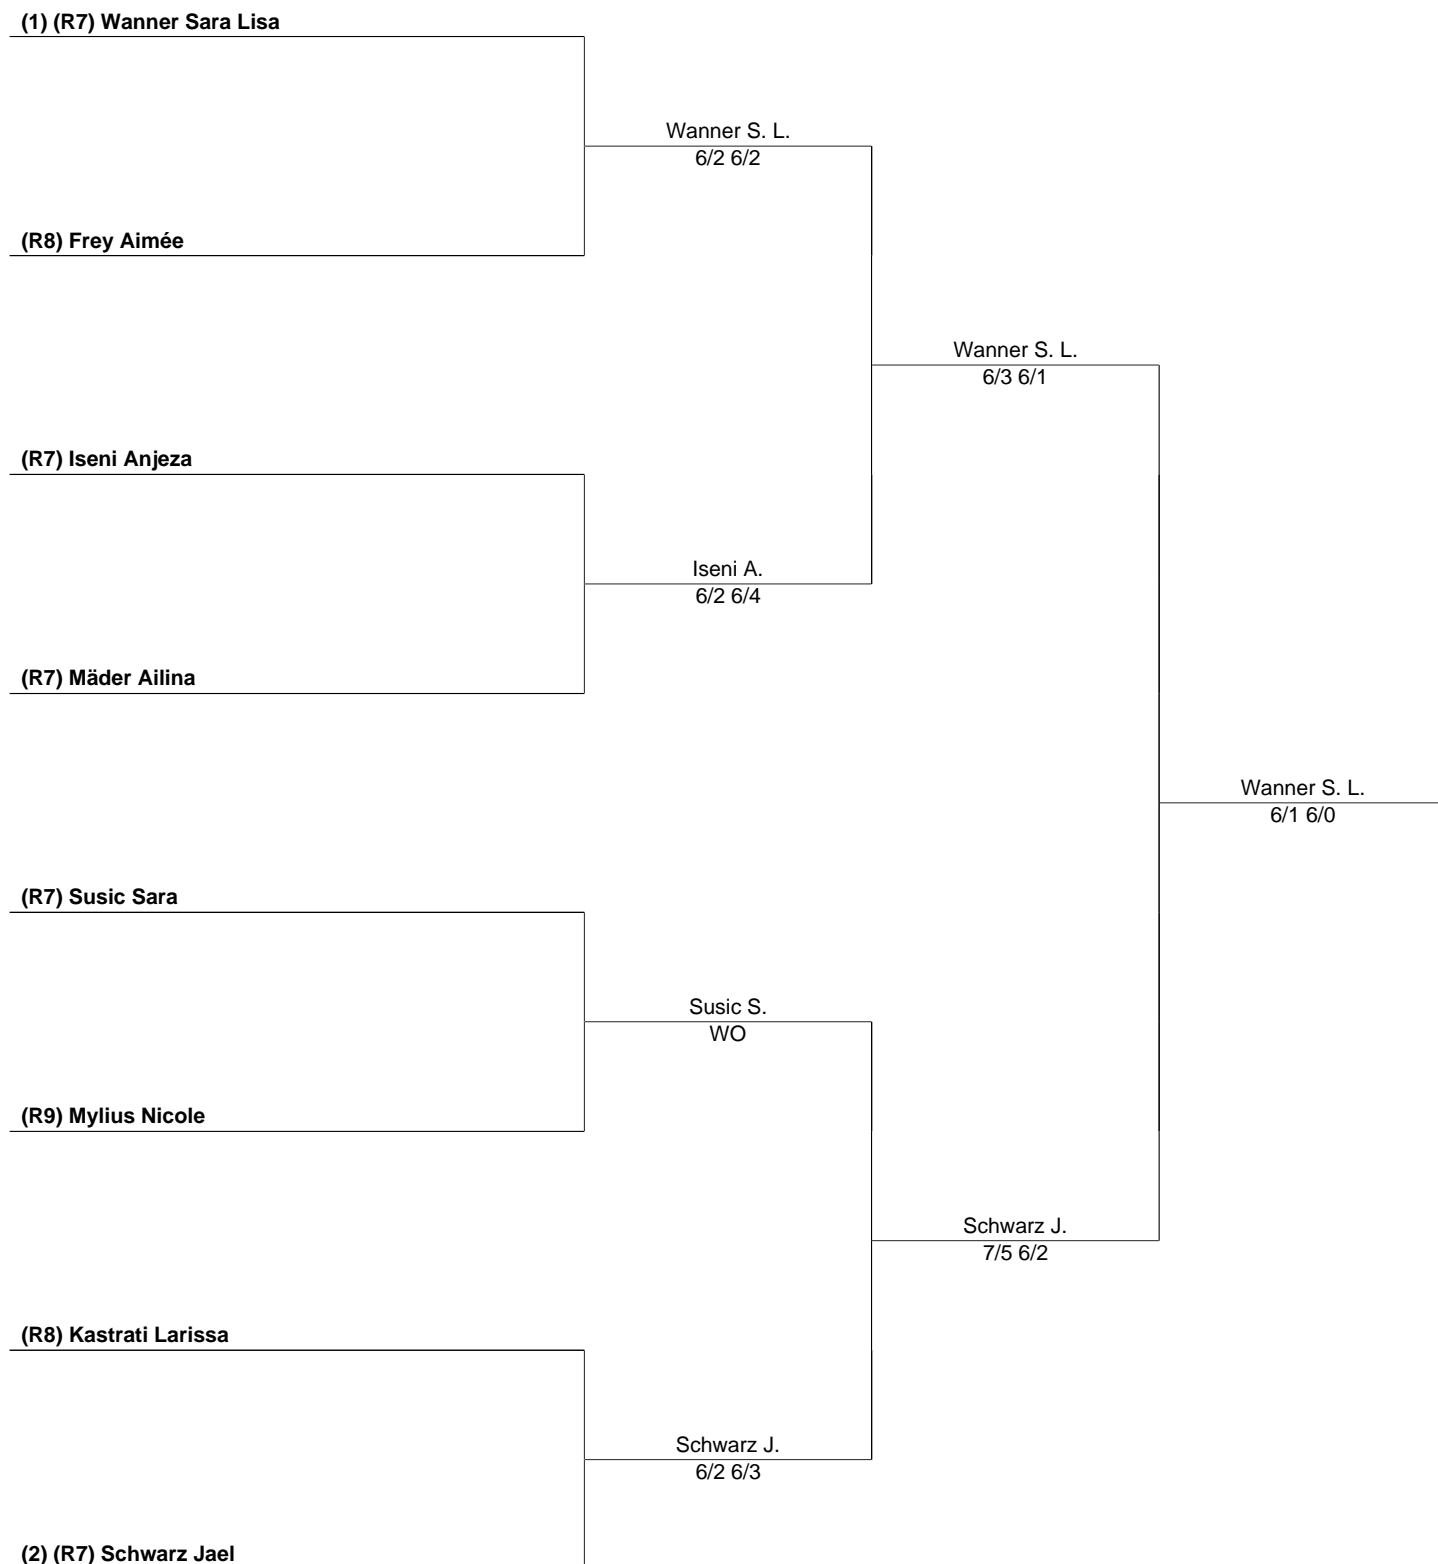 (1) (R7) Wanner Sara Lisa
Wanner S. L.
6/2 6/2
(R8) Frey Aimée
Wanner S. L.
6/3 6/1
(R7) Iseni Anjeza
Iseni A.
6/2 6/4
(R7) Mäder Ailina
Wanner S. L.
6/1 6/0
(R7) Susic Sara
Susic S.
WO
(R9) Mylius Nicole
Schwarz J.
7/5 6/2
(R8) Kastrati Larissa
Schwarz J.
6/2 6/3
(2) (R7) Schwarz Jael